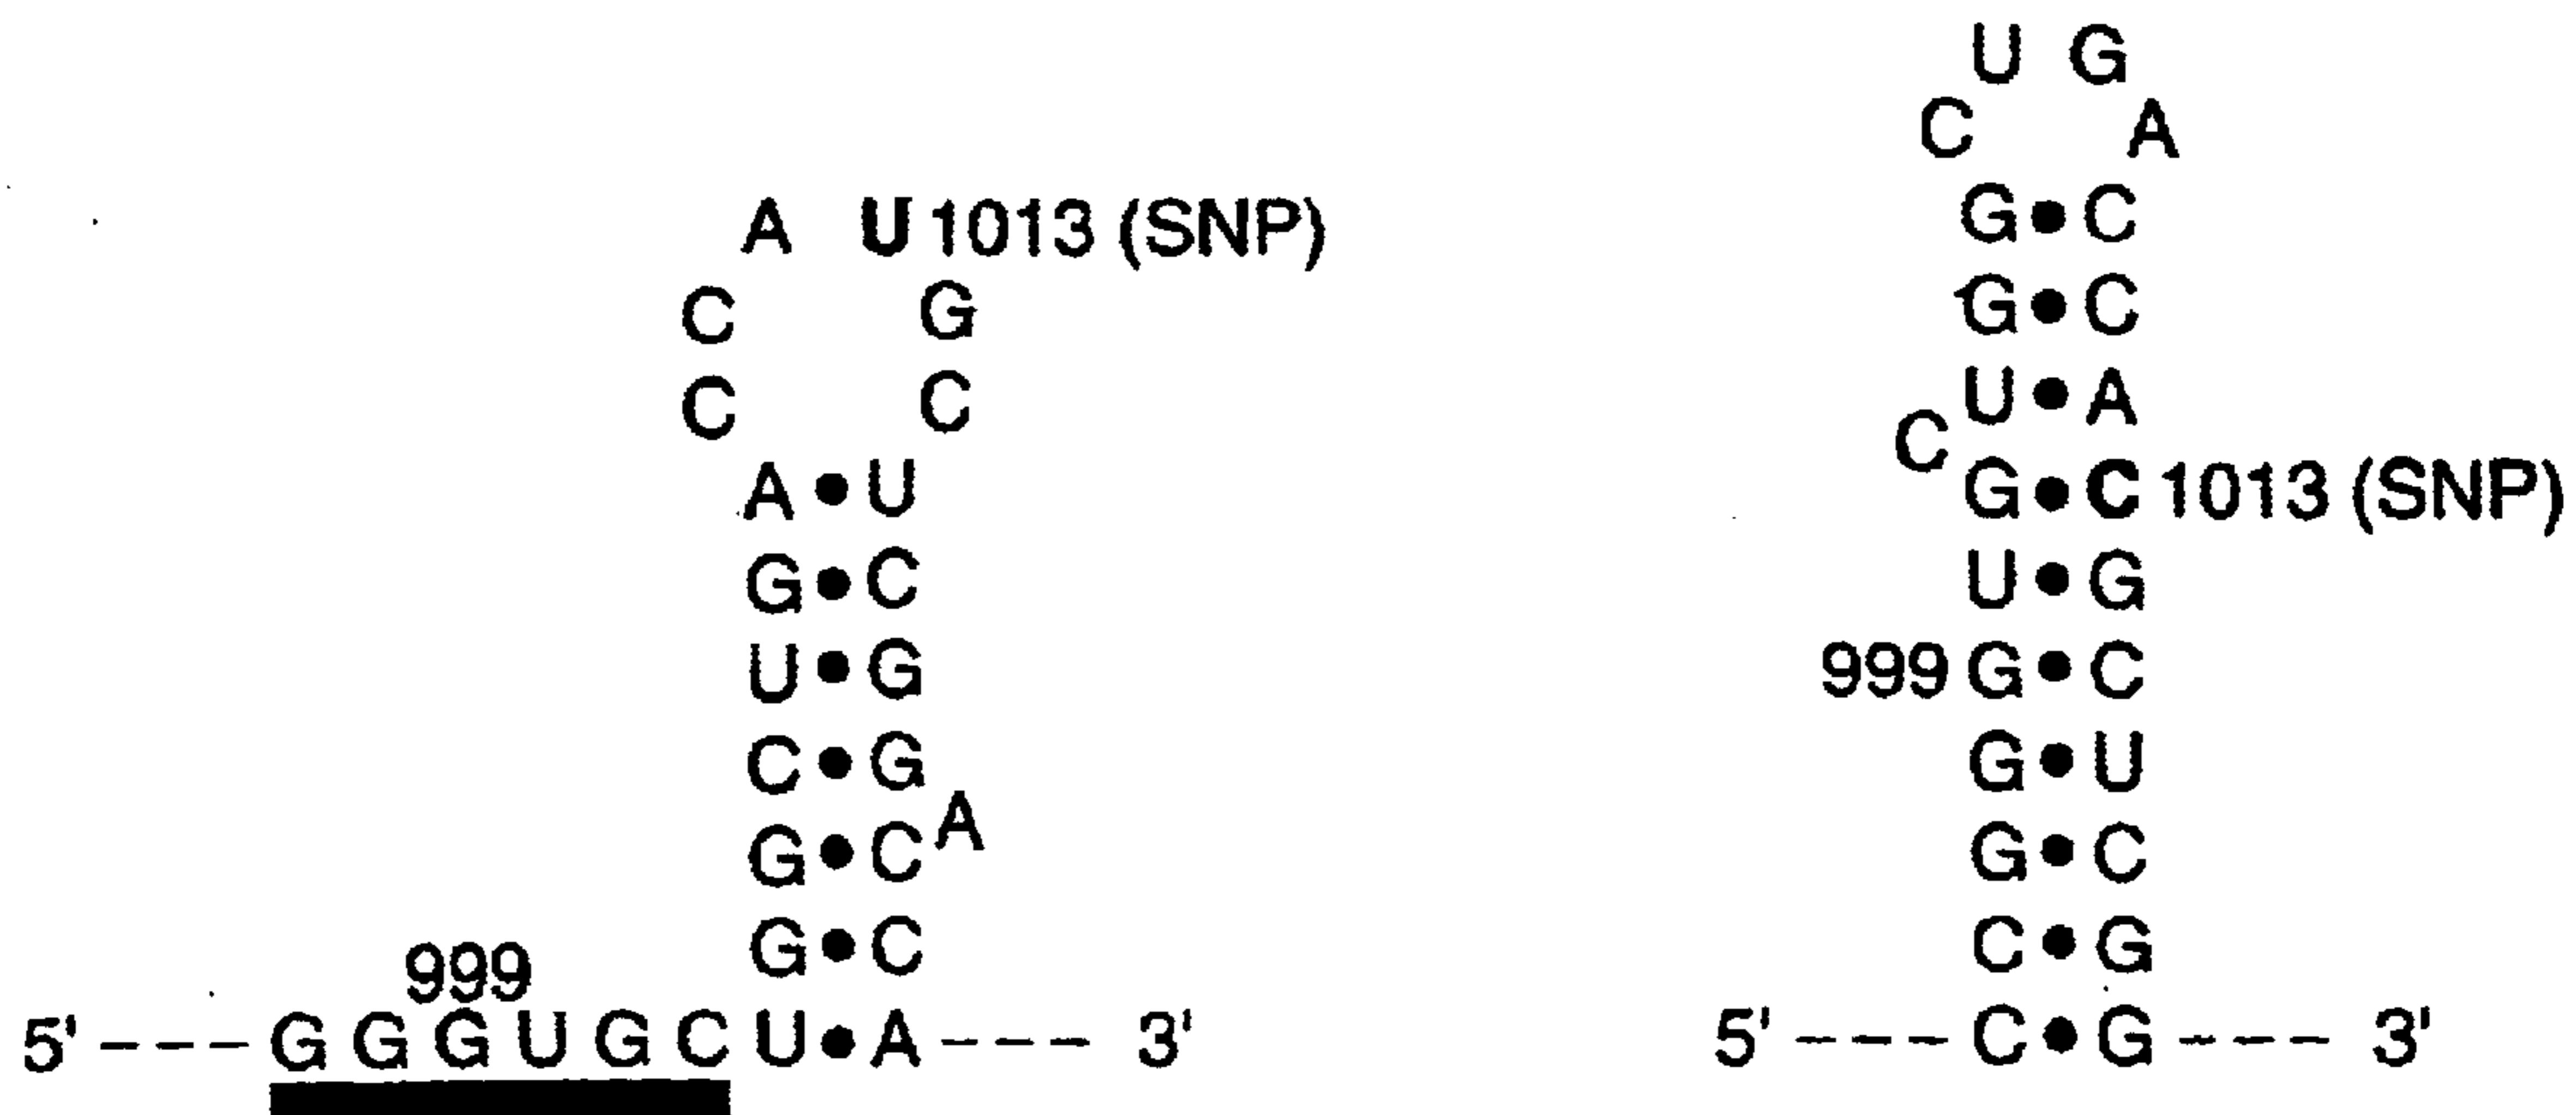 U G
C A
G • C
A U 1013 (SNP)
C G
G • C
C C
U • A
C
A • U
G • C 1013 (SNP)
G • C
U • G
U • G
999 G • C
C • G
A
G • U
G • C
G • C
G • C
C • G
999
5' --- G G G U G C U • A --- 3'
5' --- C • G --- 3'